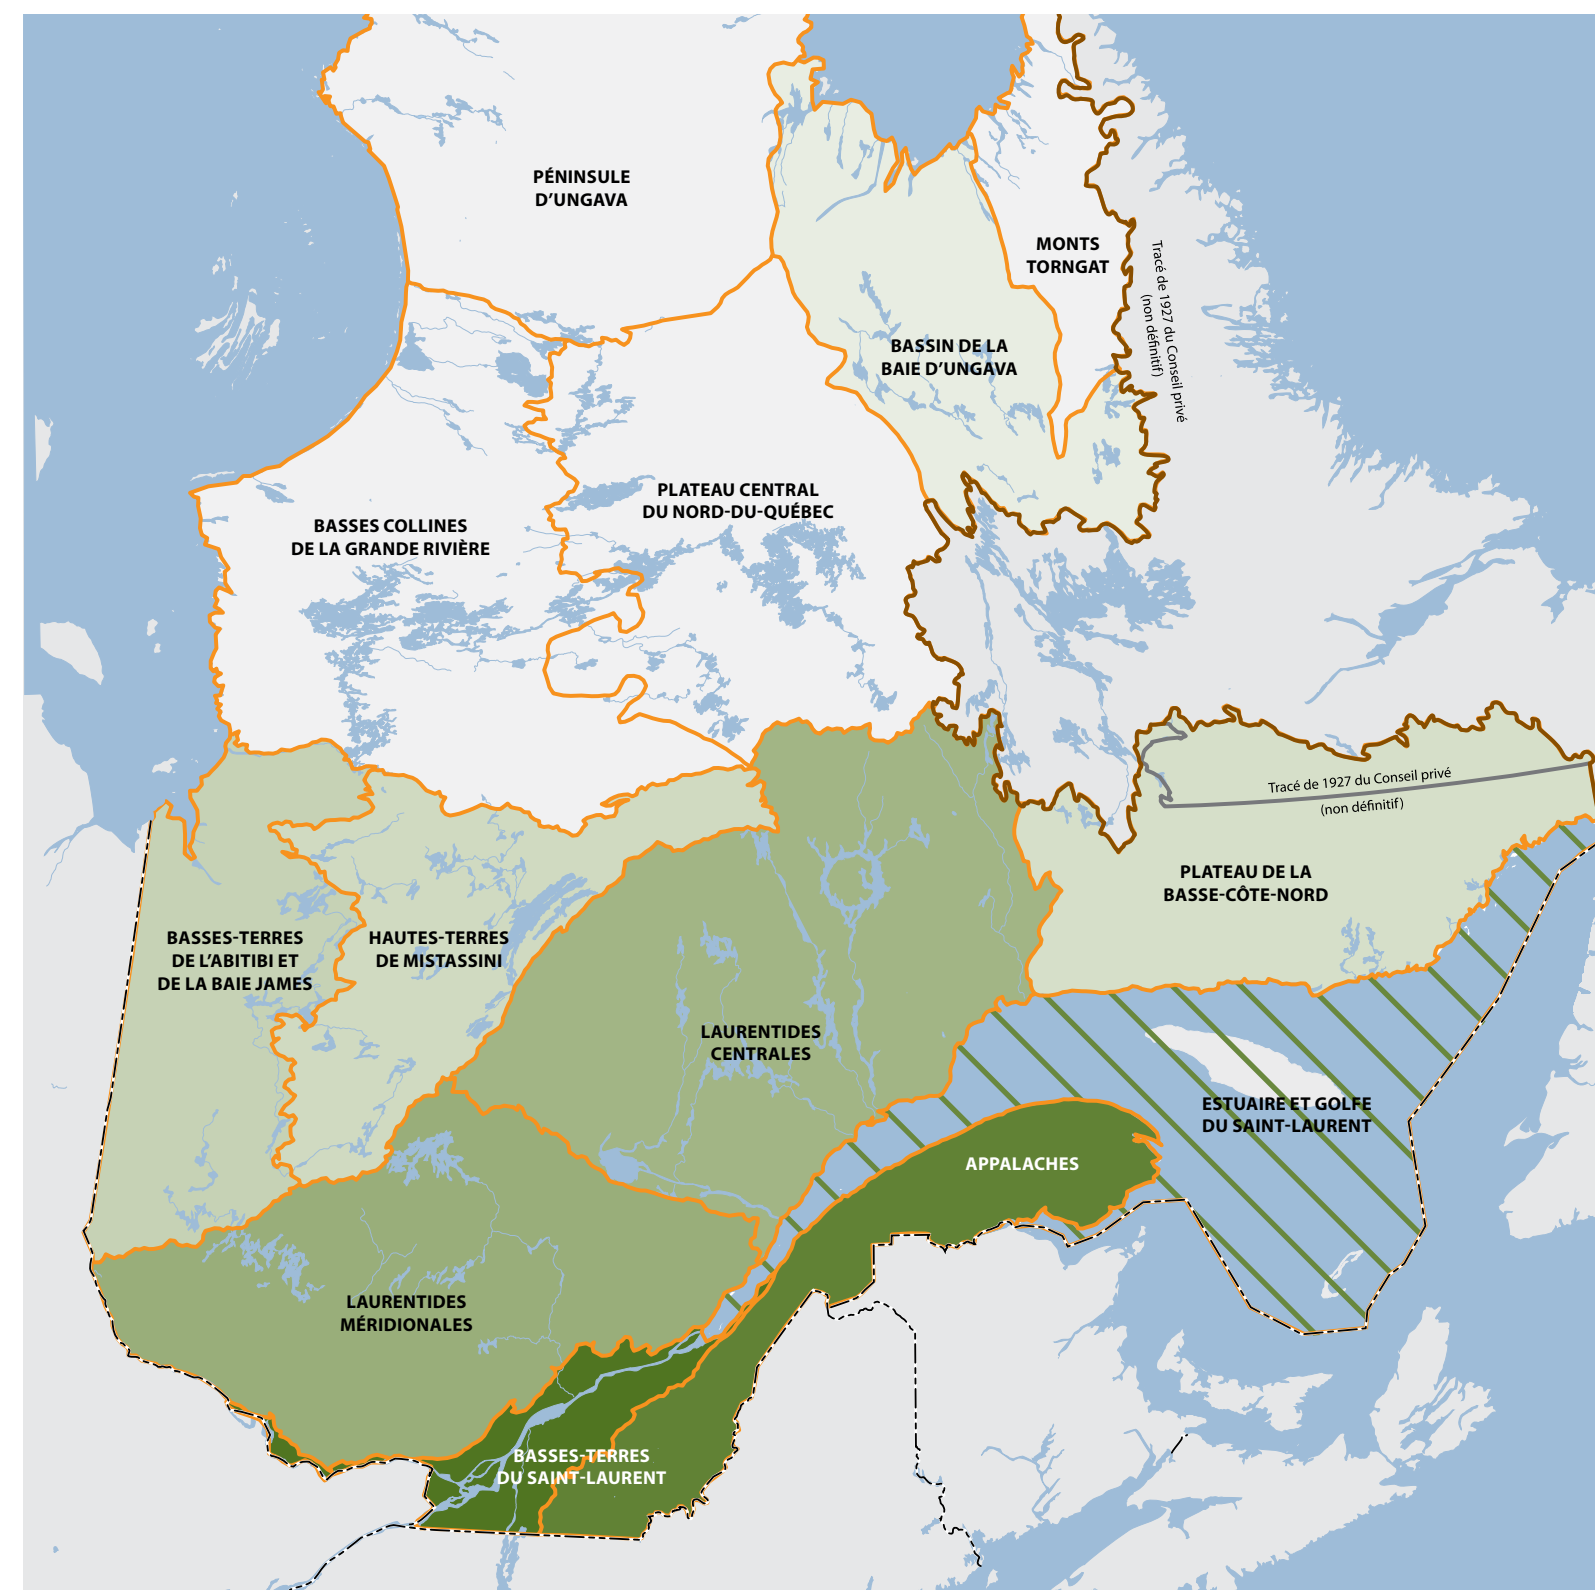 PÉNINSULE
D'UNGAVA
MONTS
TORNGAT
Tracé de 1927 du Conseil privé
(non définitif)
BASSIN DE LA
BAIE D'UNGAVA
PLATEAU CENTRAL
DU NORD-DU-QUÉBEC
BASSES COLLINES
DE LA GRANDE RIVIÈRE
Tracé de 1927 du Conseil privé
(non définitif)
PLATEAU DE LA
BASSE-CÔTE-NORD
BASSES-TERRES
DE L'ABITIBI ET
DE LA BAIE JAMES
HAUTES-TERRES
DE MISTASSINI
LAURENTIDES
CENTRALES
ESTUAIRE ET GOLFE
DU SAINT-LAURENT
APPALACHES
LAURENTIDES
MÉRIDIONALES
BASSES-TERRES
DU SAINT-LAURENT